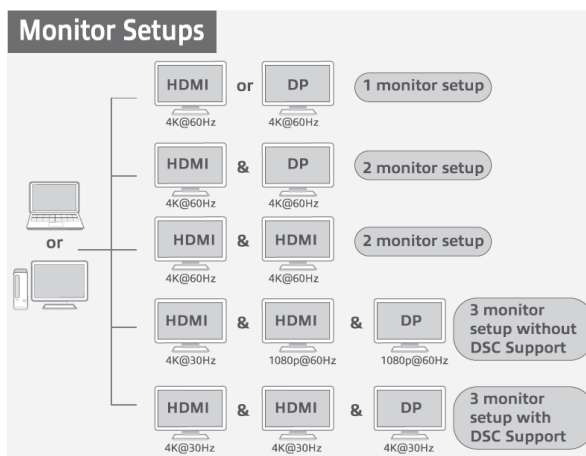 Monitor Setups
HDMI or DP 1 monitor setup
4K@60Hz 4K@60Hz
HDMI & DP 2 monitor setup
4K@60Hz 4K@60Hz
or
HDMI & HDMI 2 monitor setup
4K@60Hz 4K@60Hz
HDMI & HDMI & DP
3 monitor
setup without
DSC Support
4K@30Hz 1080p@60Hz 1080p@60Hz
HDMI & HDMI & DP
3 monitor
setup with
DSC Support
4K@30Hz 4K@30Hz 4K@30Hz